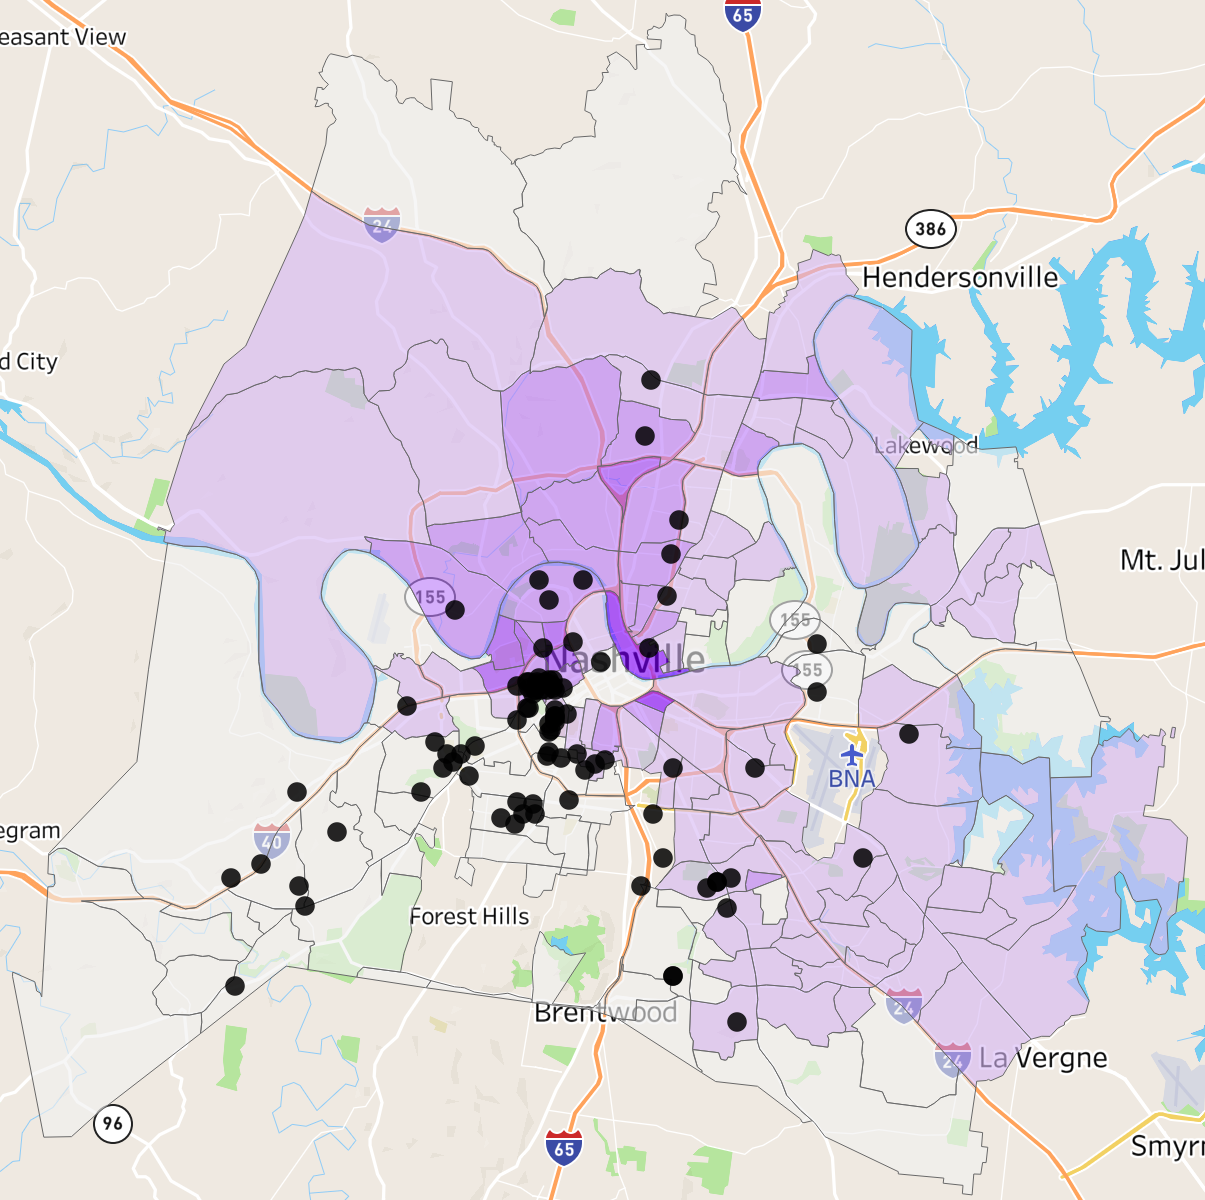 65
easant View
24
386
Hendersonville
d City
Lakewood
Mt. Jul
155
155
Nashville
155
BNA
egram
40
Forest Hills
24
Brentwood
24
La Vergne
96
65
Smyrn